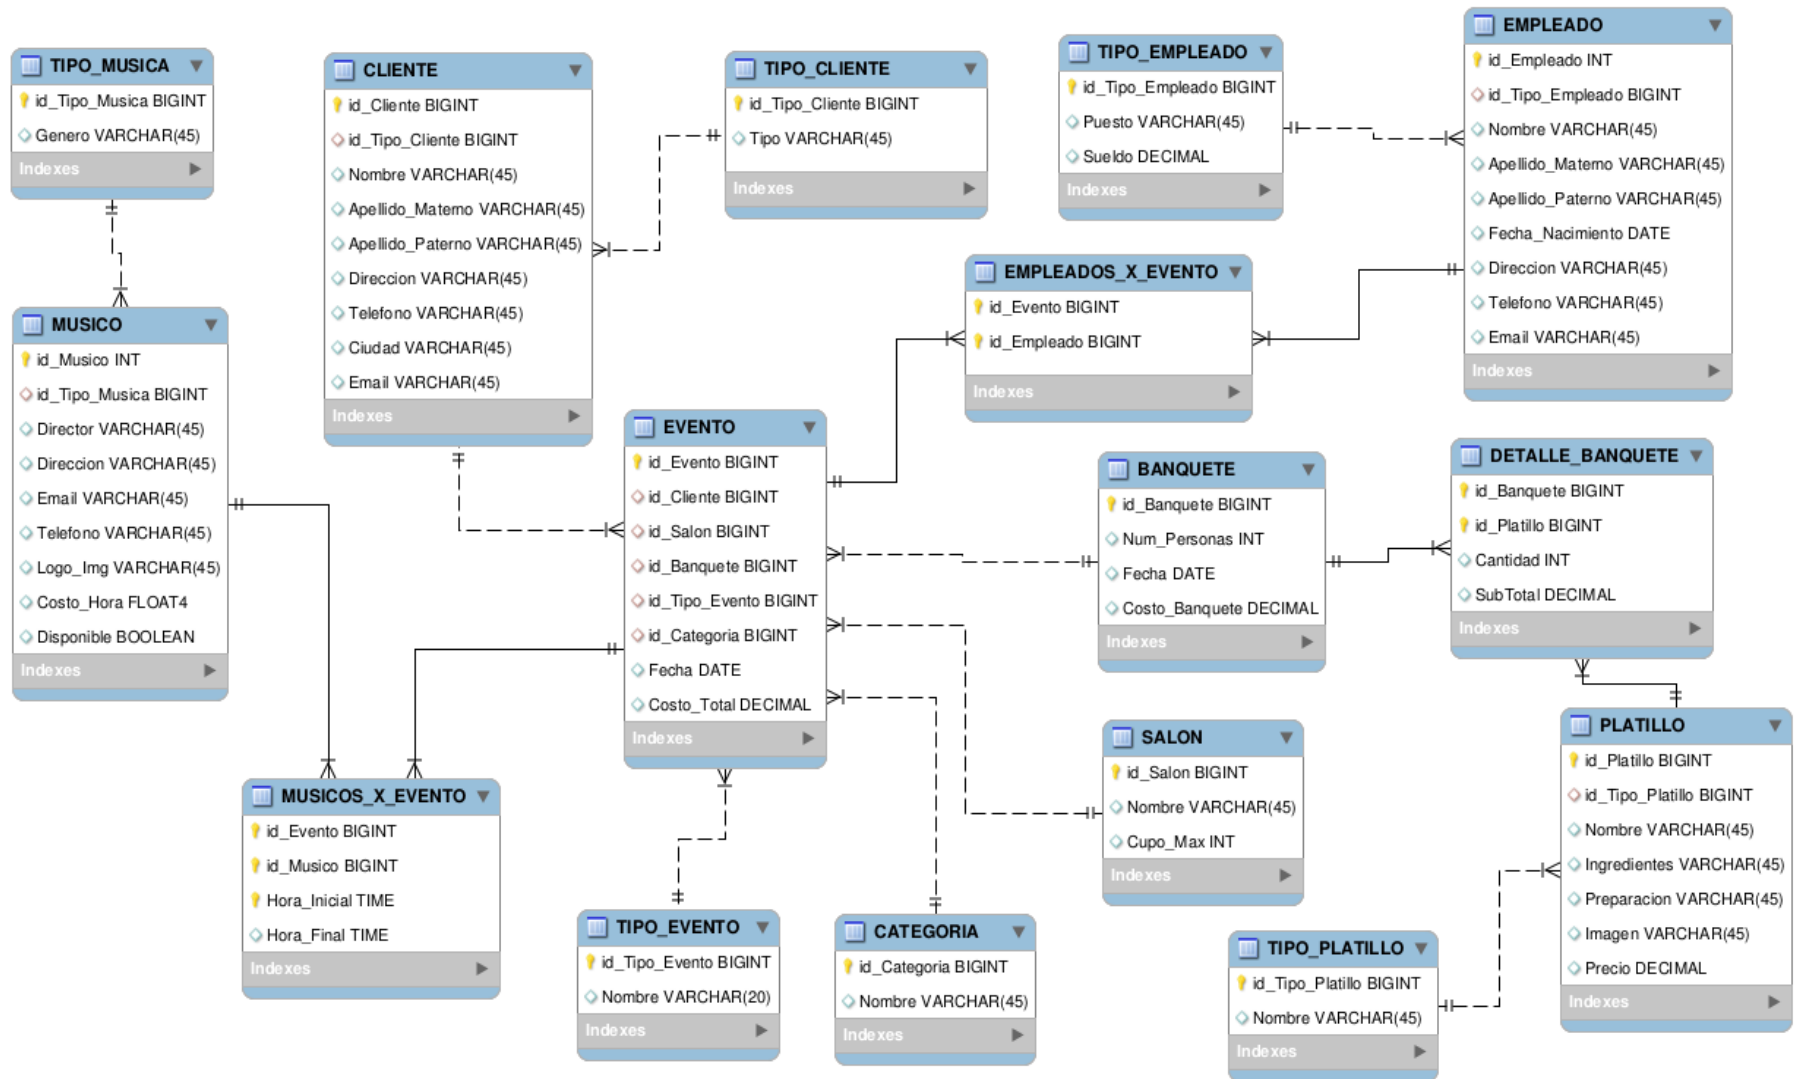 TIPO_MUSICA
id_Tipo_Musica BIGINT
Genero VARCHAR(45)
Indexes
CLIENTE
id_Cliente BIGINT
id_Tipo_Cliente BIGINT
Nombre VARCHAR(45)
Apellido_Materno VARCHAR(45)
Apellido_Paterno VARCHAR(45)
Direccion VARCHAR(45)
Telefono VARCHAR(45)
Ciudad VARCHAR(45)
Email VARCHAR(45)
Indexes
TIPO_CLIENTE
id_Tipo_Cliente BIGINT
Tipo VARCHAR(45)
Indexes
TIPO_EMPLEADO
id_Tipo_Empleado BIGINT
Puesto VARCHAR(45)
Sueldo DECIMAL
Indexes
EMPLEADO
id_Empleado INT
id_Tipo_Empleado BIGINT
Nombre VARCHAR(45)
Apellido_Materno VARCHAR(45)
Apellido_Paterno VARCHAR(45)
Fecha_Nacimiento DATE
Direccion VARCHAR(45)
Telefono VARCHAR(45)
Email VARCHAR(45)
Indexes
EMPLEADOS_X_EVENTO
id_Evento BIGINT
id_Empleado BIGINT
Indexes
MUSICO
id_Musico INT
id_Tipo_Musica BIGINT
Director VARCHAR(45)
Direccion VARCHAR(45)
Email VARCHAR(45)
Telefono VARCHAR(45)
Logo_Img VARCHAR(45)
Costo_Hora FLOAT4
Disponible BOOLEAN
Indexes
EVENTO
id_Evento BIGINT
id_Cliente BIGINT
id_Salon BIGINT
id_Banquete BIGINT
id_Tipo_Evento BIGINT
id_Categoria BIGINT
Fecha DATE
Costo_Total DECIMAL
Indexes
BANQUETE
id_Banquete BIGINT
Num_Personas INT
Fecha DATE
Costo_Banquete DECIMAL
Indexes
DETALLE_BANQUETE
id_Banquete BIGINT
id_Platillo BIGINT
Cantidad INT
SubTotal DECIMAL
Indexes
MUSICOS_X_EVENTO
id_Evento BIGINT
id_Musico BIGINT
Hora_Inicial TIME
Hora_Final TIME
Indexes
SALON
id_Salon BIGINT
Nombre VARCHAR(45)
Cupo_Max INT
Indexes
PLATILLO
id_Platillo BIGINT
id_Tipo_Platillo BIGINT
Nombre VARCHAR(45)
Ingredientes VARCHAR(45)
Preparacion VARCHAR(45)
Imagen VARCHAR(45)
Precio DECIMAL
Indexes
TIPO_EVENTO
id_Tipo_Evento BIGINT
Nombre VARCHAR(20)
Indexes
CATEGORIA
id_Categoria BIGINT
Nombre VARCHAR(45)
Indexes
TIPO_PLATILLO
id_Tipo_Platillo BIGINT
Nombre VARCHAR(45)
Indexes